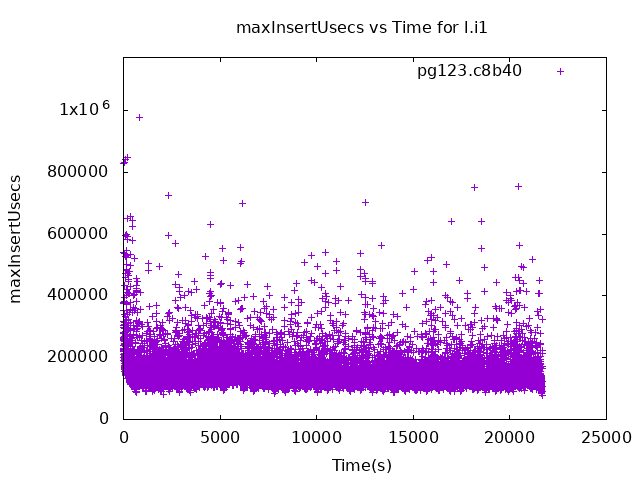 maxInsertUsecs vs Time for l.i1
pg123.c8b40
1x10^6
800000
600000
400000
200000
0
maxInsertUsecs
0 5000 10000 15000 20000 25000
Time(s)